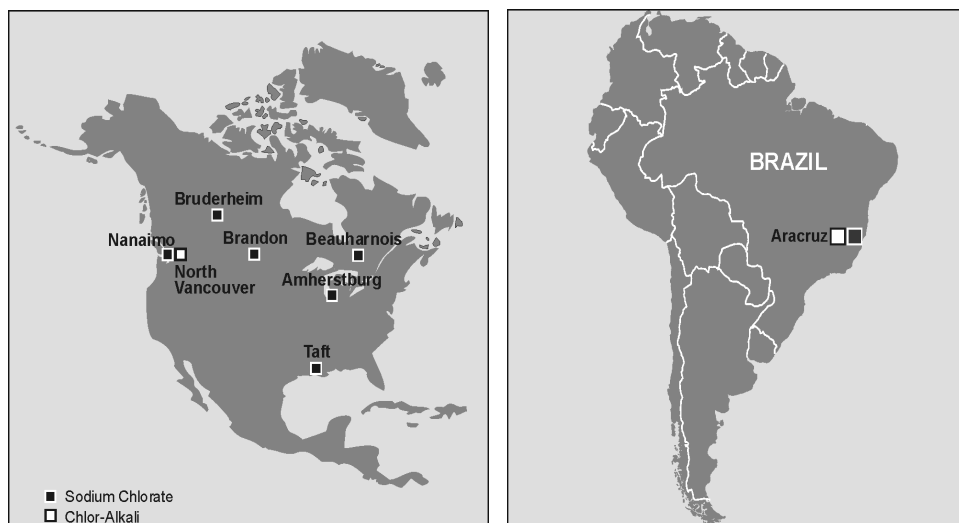 Bruderheim
Nanaimo
Brandon
Beauharnois
North
Vancouver
Amherstburg
Taft
Sodium Chlorate
Chlor-Alkali
BRAZIL
Aracruz